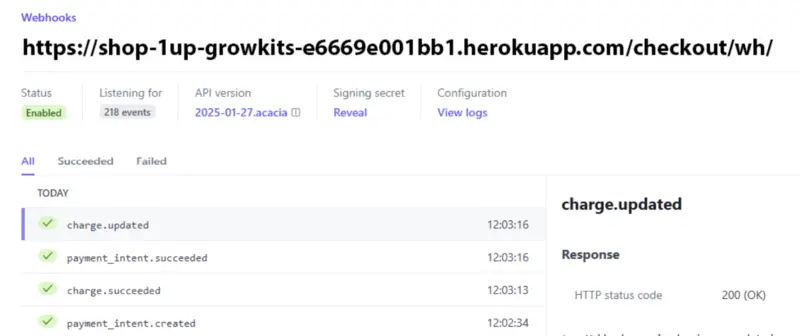 Webhooks
https://shop-1up-growkits-e6669e001bb1.herokuapp.com/checkout/wh/
Status Listening for API version Signing secret Configuration
Enabled 218 events 2025-01-27.acacia Reveal View logs
All Succeeded Failed
TODAY
charge.updated 12:03:16
payment_intent.succeeded 12:03:16
charge.succeeded 12:03:13
payment_intent.created 12:02:34
charge.updated
Response
HTTP status code 200 (OK)